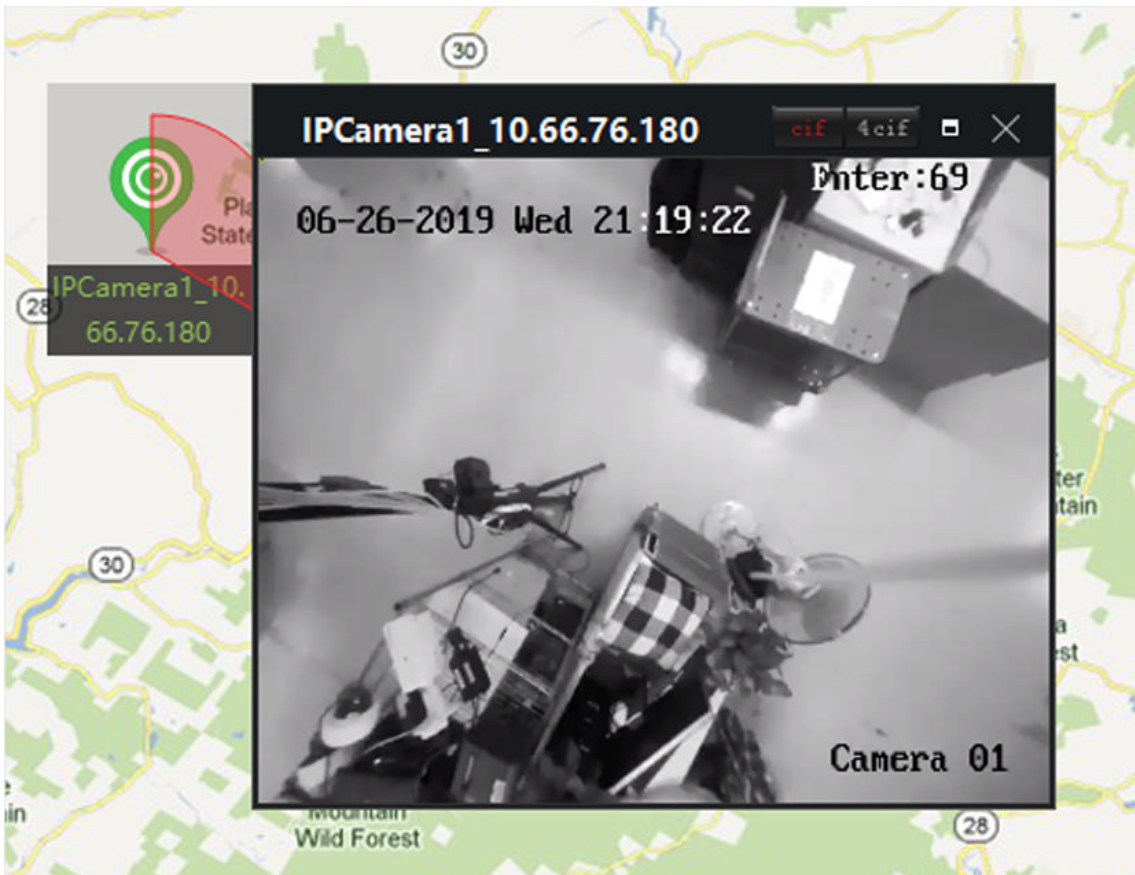 30
IPCamera1_10.66.76.180
cif
4cif
Enter:69
06-26-2019 Wed 21:19:22
State
IPCamera1_10.
66.76.180
28
30
Camera 01
Mountain
Wild Forest
28